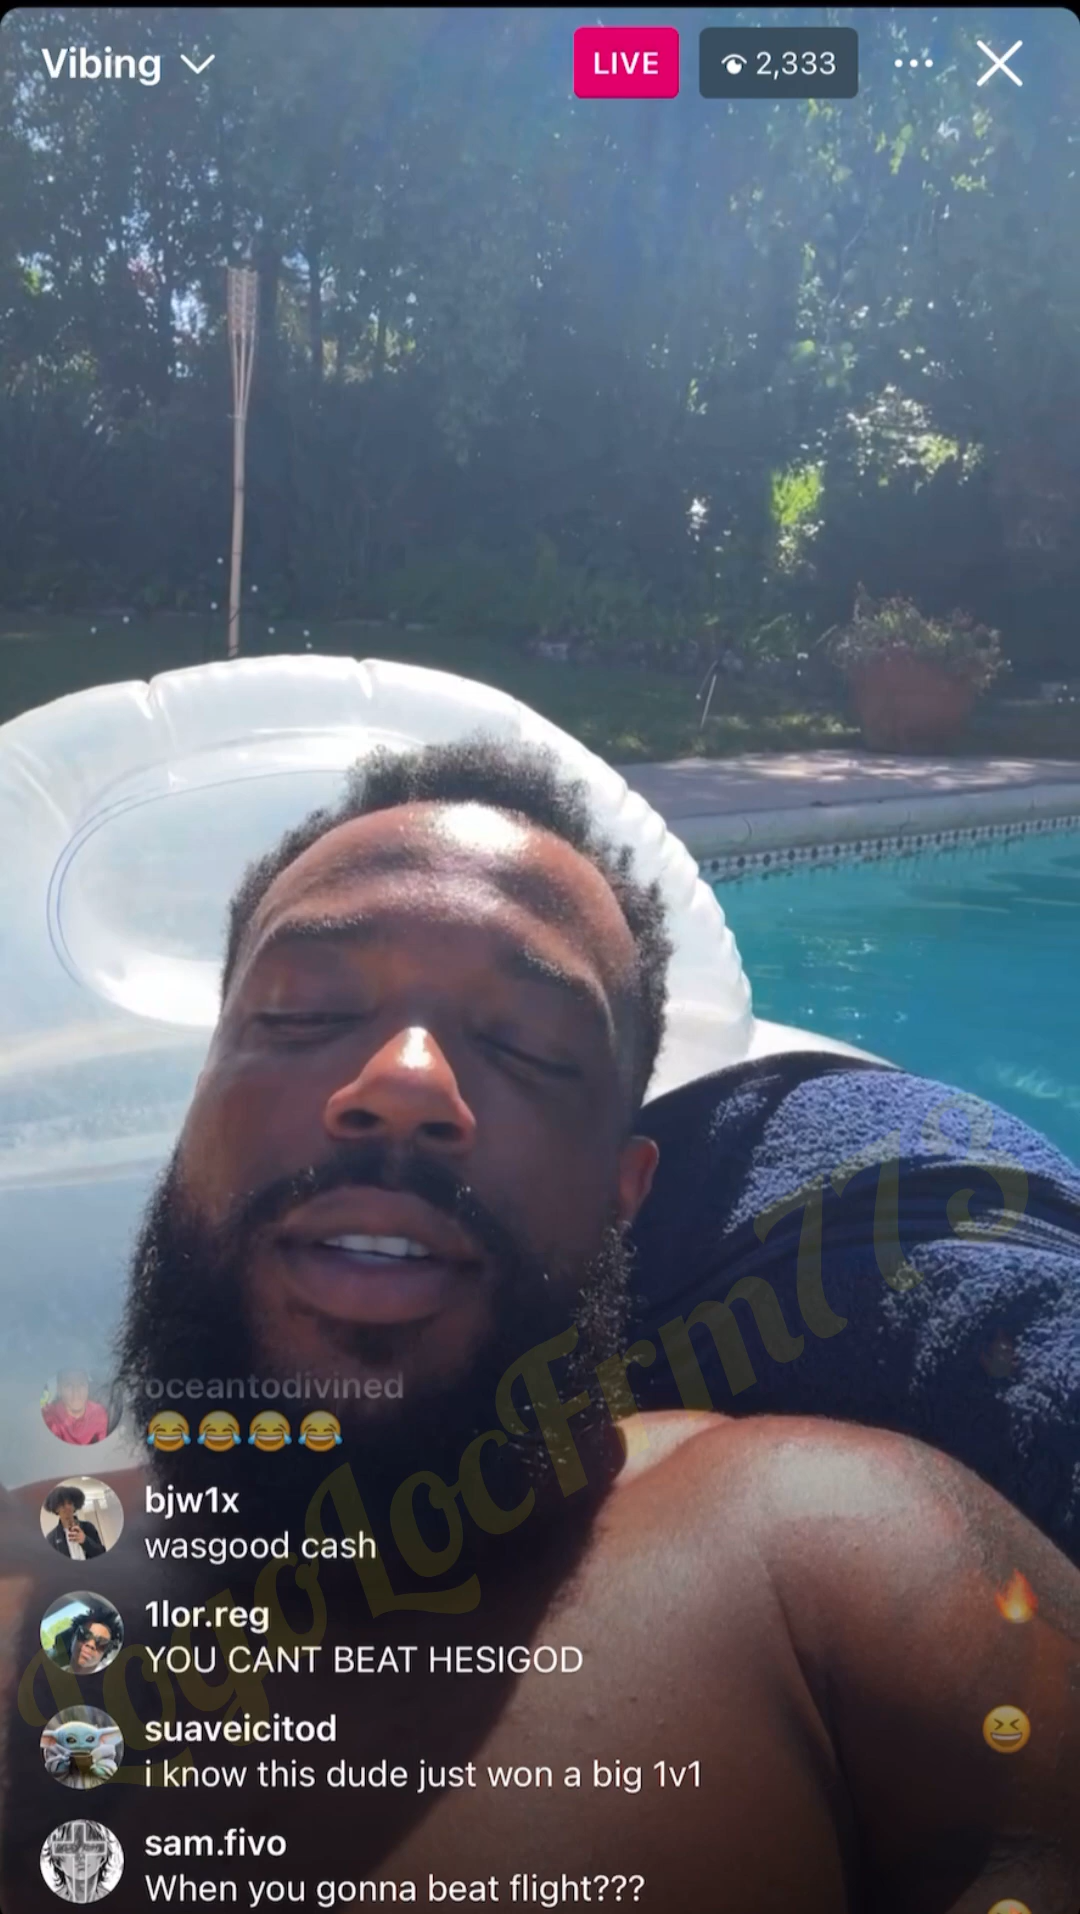 Vibing
LIVE
2,333
oceantodivined
😂😂😂😂
bjw1x
wasgood cash
1lor.reg
YOU CANT BEAT HESIGOD
suaveicitod
i know this dude just won a big 1v1
sam.fivo
When you gonna beat flight???
LogoLocFrm773